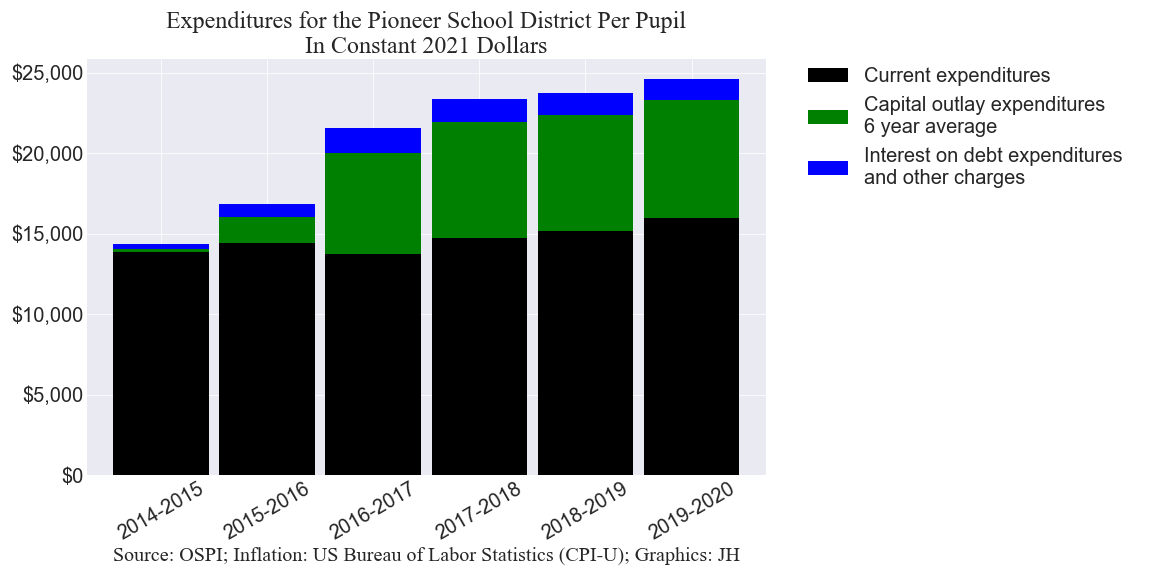 Expenditures for the Pioneer School District Per Pupil
In Constant 2021 Dollars
$25,000
$20,000
$15,000
$10,000
$5,000
$0
2014-2015
2015-2016
2016-2017
2017-2018
2018-2019
2019-2020
Current expenditures
Capital outlay expenditures
6 year average
Interest on debt expenditures
and other charges
Source: OSPI; Inflation: US Bureau of Labor Statistics (CPI-U); Graphics: JH